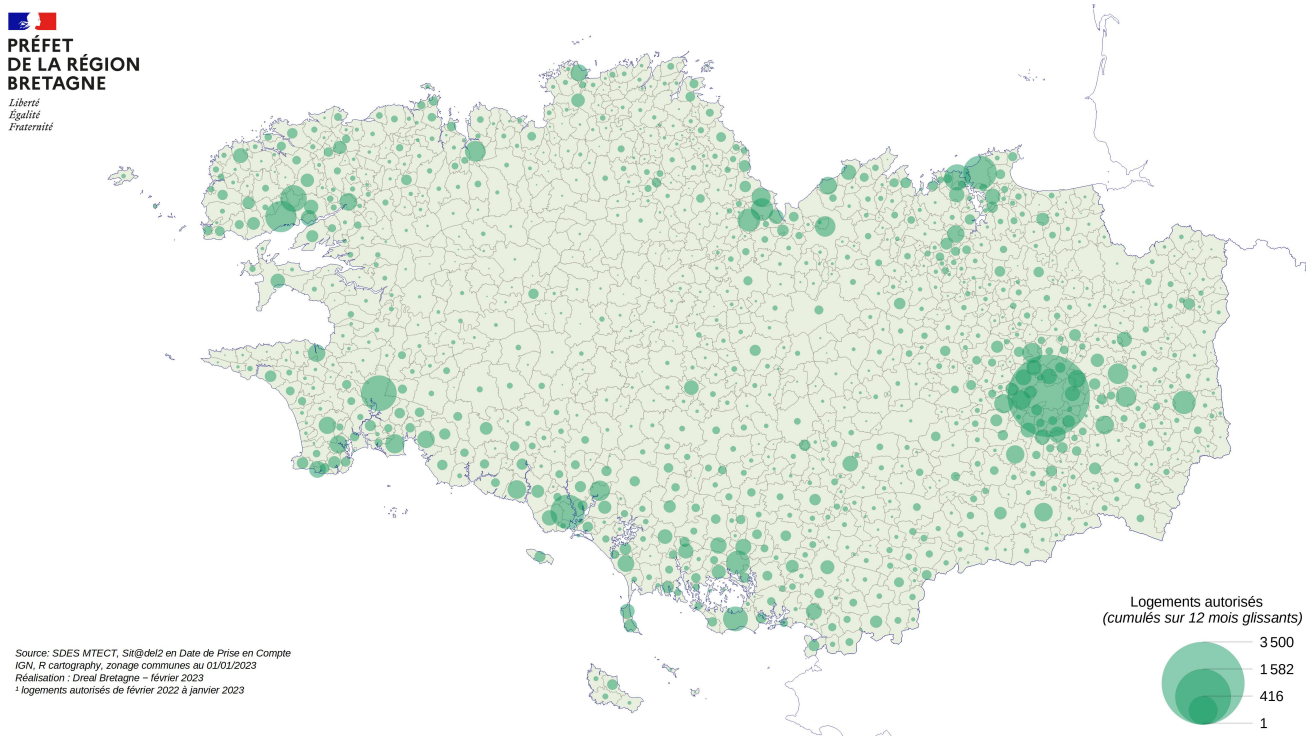 PRÉFET
DE LA RÉGION
BRETAGNE
Liberté
Égalité
Fraternité
Source: SDES MTECT, Sit@del2 en Date de Prise en Compte
IGN, R cartography, zonage communes au 01/01/2023
Réalisation : Dreal Bretagne − février 2023
¹ logements autorisés de février 2022 à janvier 2023
Logements autorisés
(cumulés sur 12 mois glissants)
3 500
1 582
416
1